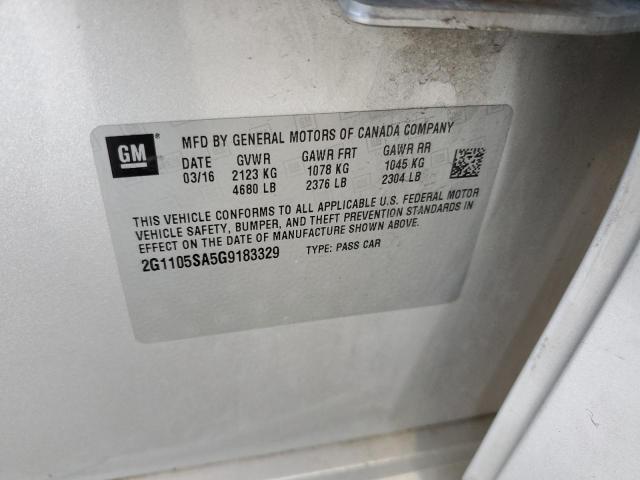 GM
MFD BY GENERAL MOTORS OF CANADA COMPANY
DATE GVWR GAWR FRT GAWR RR
03/16 2123 KG 1078 KG 1045 KG
4680 LB 2376 LB 2304 LB
THIS VEHICLE CONFORMS TO ALL APPLICABLE U.S. FEDERAL MOTOR
VEHICLE SAFETY, BUMPER, AND THEFT PREVENTION STANDARDS IN
EFFECT ON THE DATE OF MANUFACTURE SHOWN ABOVE.
2G1105SA5G9183329 TYPE: PASS CAR